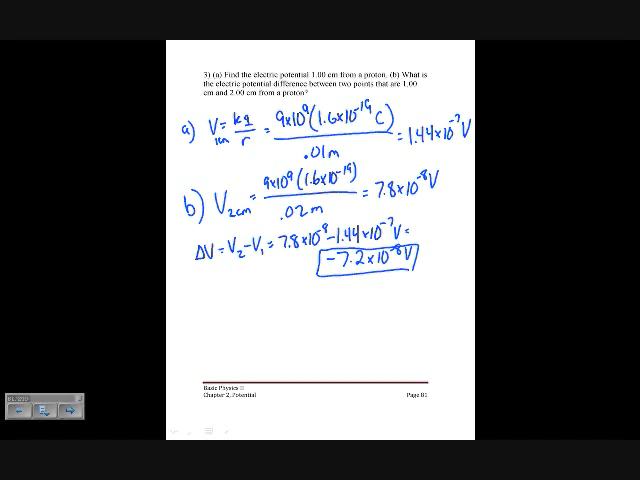 3) (a) Find the electric potential 1.00 cm from a proton. (b) What is
the electric potential difference between two points that are 1.00
cm and 2.00 cm from a proton?
a) V1cm = kq/r = 9x10^9 (1.6x10^-19 C)/.01m = 1.44x10^-7 V
b) V2cm = 9x10^9 (1.6x10^-19)/.02m = 7.8x10^-8 V
ΔV = V2 - V1 = 7.8x10^-8 - 1.44x10^-7 V =
-7.2x10^-8 V
Basic Physics II
Chapter 2, Potential Page 81